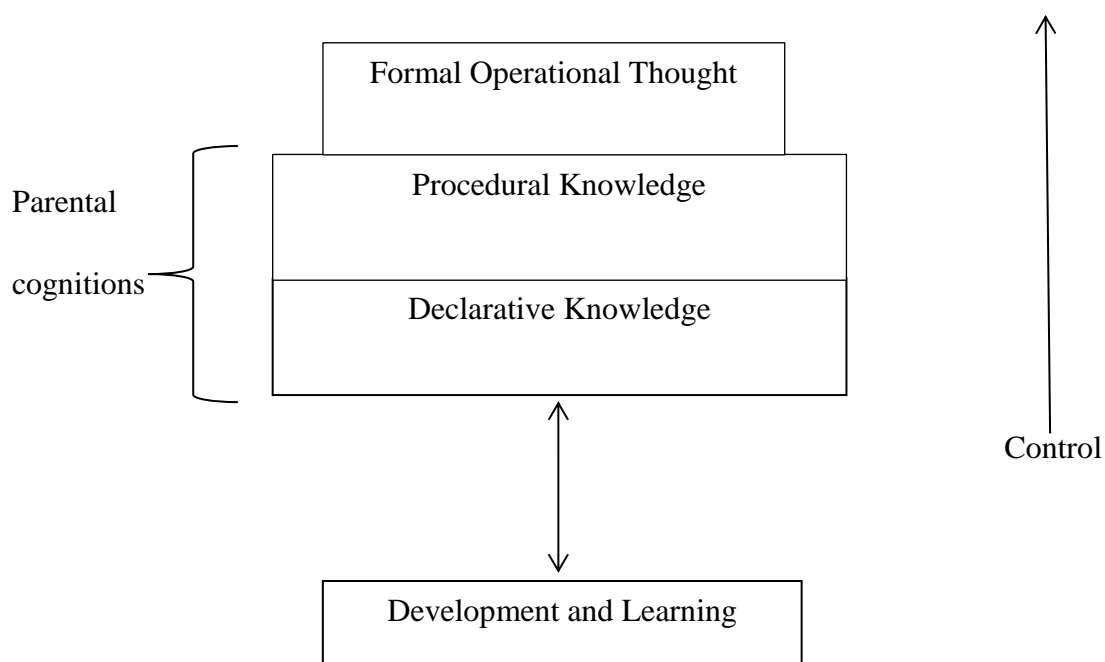 Formal Operational Thought
Procedural Knowledge
Parental
cognitions
Declarative Knowledge
Control
Development and Learning